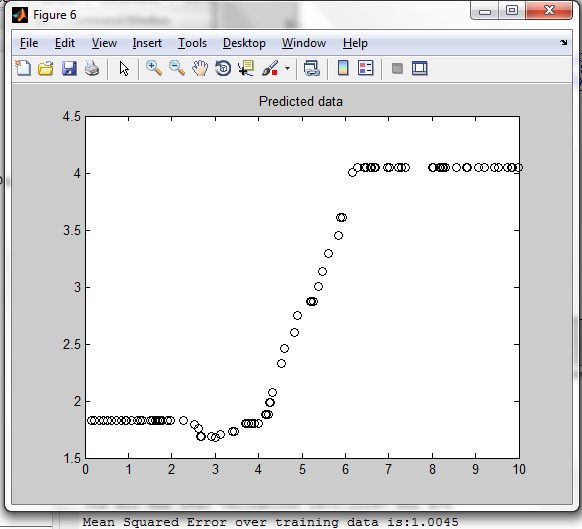 Figure 6
File Edit View Insert Tools Desktop Window Help
Predicted data
4.5
4
3.5
3
2.5
2
1.5
0 1 2 3 4 5 6 7 8 9 10
Mean Squared Error over training data is:1.0045